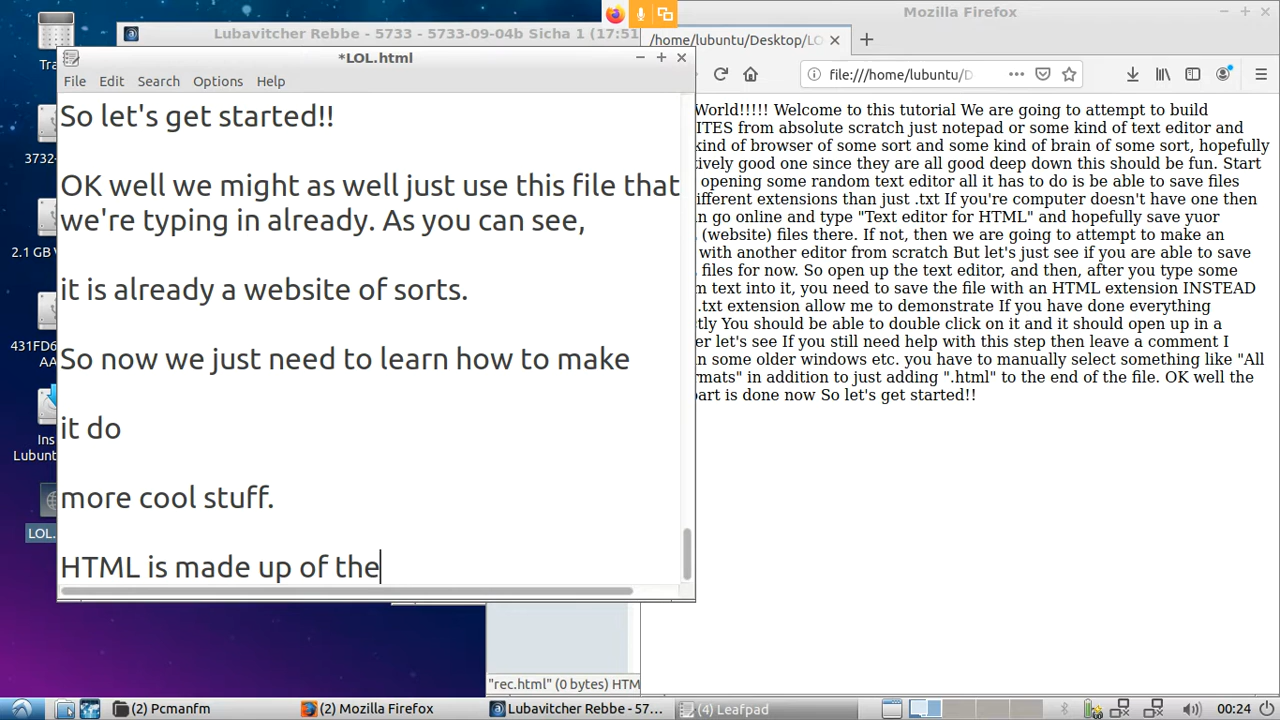 Mozilla Firefox
Lubavitcher Rebbe - 5733 - 5733-09-04b Sicha 1 (17:51
/home/lubuntu/Desktop/LO
*LOL.html
File Edit Search Options Help
file:///home/lubuntu/D
So let's get started!!
OK well we might as well just use this file that
we're typing in already. As you can see,
it is already a website of sorts.
So now we just need to learn how to make
it do
more cool stuff.
HTML is made up of the
World!!!!! Welcome to this tutorial We are going to attempt to build
ITES from absolute scratch just notepad or some kind of text editor and
kind of browser of some sort and some kind of brain of some sort, hopefully
tively good one since they are all good deep down this should be fun. Start
opening some random text editor all it has to do is be able to save files
ifferent extensions than just .txt If you're computer doesn't have one then
n go online and type "Text editor for HTML" and hopefully save yuor
(website) files there. If not, then we are going to attempt to make an
with another editor from scratch But let's just see if you are able to save
files for now. So open up the text editor, and then, after you type some
m text into it, you need to save the file with an HTML extension INSTEAD
.txt extension allow me to demonstrate If you have done everything
tly You should be able to double click on it and it should open up in a
er let's see If you still need help with this step then leave a comment I
n some older windows etc. you have to manually select something like "All
rmats" in addition to just adding ".html" to the end of the file. OK well the
part is done now So let's get started!!
Tra
3732-
2.1 GB V
431FD6
AA
Ins
Lubunt
LOL.
"rec.html" (0 bytes) HTM
(2) Pcmanfm
(2) Mozilla Firefox
Lubavitcher Rebbe - 57...
(4) Leafpad
00:24